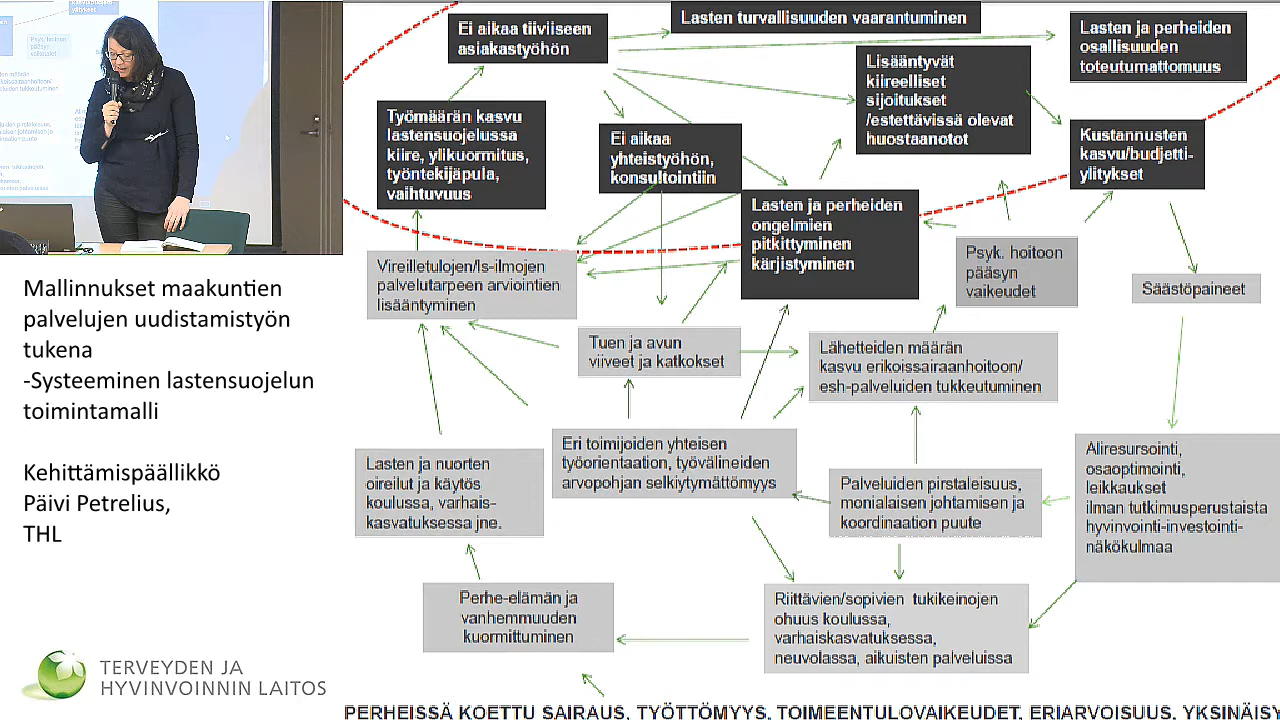 Mallinnukset maakuntien
palvelujen uudistamistyön
tukena
-Systeeminen lastensuojelun
toimintamalli
Kehittämispäällikkö
Päivi Petrelius,
THL
TERVEYDEN JA
HYVINVOINNIN LAITOS
Ei aikaa tiiviiseen
asiakastyöhön
Lasten turvallisuuden vaarantuminen
Lasten ja perheiden
osallisuuden
toteutumattomuus
Lisääntyvät
kiireelliset
sijoitukset
/estettävissä olevat
huostaanotot
Työmäärän kasvu
lastensuojelussa
kiire, ylikuormitus,
työntekijäpula,
vaihtuvuus
Ei aikaa
yhteistyöhön,
konsultointiin
Kustannusten
kasvu/budjetti-
ylitykset
Lasten ja perheiden
ongelmien
pitkittyminen
kärjistyminen
Vireilletulojen/ls-ilmojen
palvelutarpeen arviointien
lisääntyminen
Psyk. hoitoon
pääsyn
vaikeudet
Säästöpaineet
Tuen ja avun
viiveet ja katkokset
Lähetteiden määrän
kasvu erikoissairaanhoitoon/
esh-palveluiden tukkeutuminen
Lasten ja nuorten
oireilut ja käytös
koulussa, varhais-
kasvatuksessa jne.
Eri toimijoiden yhteisen
työorientaation, työvälineiden
arvopohjan selkiytymättömyys
Palveluiden pirstaleisuus,
monialaisen johtamisen ja
koordinaation puute
Aliresursointi,
osaoptimointi,
leikkaukset
ilman tutkimusperustaista
hyvinvointi-investointi-
näkökulmaa
Perhe-elämän ja
vanhemmuuden
kuormittuminen
Riittävien/sopivien tukikeinojen
ohuus koulussa,
varhaiskasvatuksessa,
neuvolassa, aikuisten palveluissa
PERHEISSÄ KOETTU SAIRAUS, TYÖTTÖMYYS, TOIMEENTULOVAIKEUDET, ERIARVOISUUS, YKSINÄISY